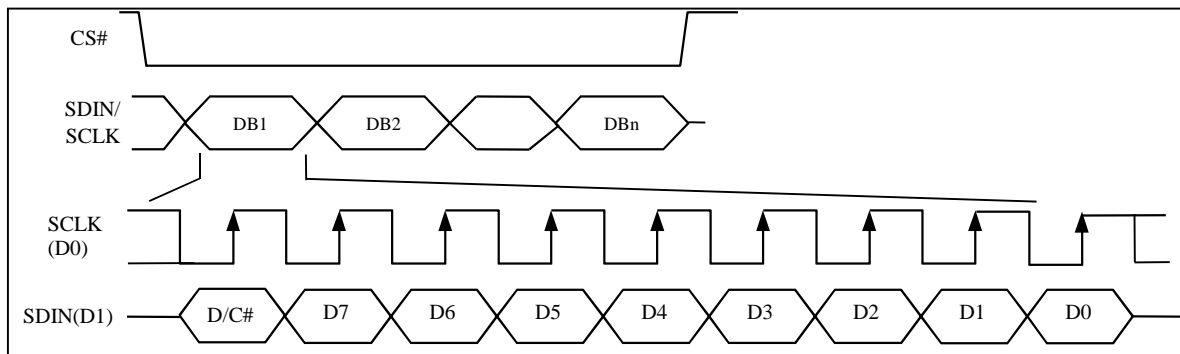 CS#
SDIN/
SCLK
DB1 DB2 DBn
SCLK
(D0)
SDIN(D1) D/C# D7 D6 D5 D4 D3 D2 D1 D0